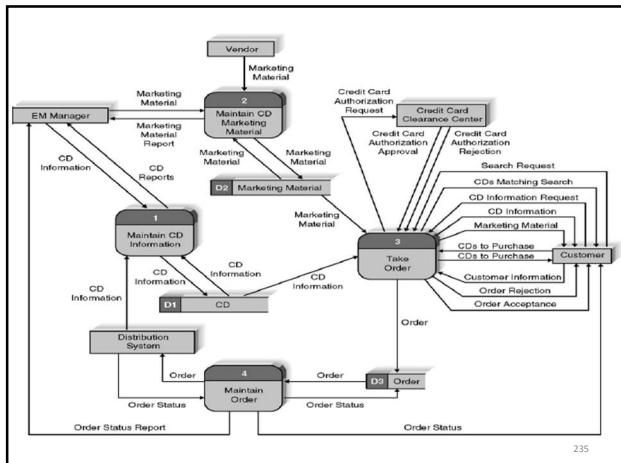 Vendor
Marketing
Material
Marketing
Material
EM Manager
2
Maintain CD
Marketing
Material
Marketing
Material
Report
Credit Card
Authorization
Request
Credit Card
Clearance Center
Credit Card
Authorization
Approval
Credit Card
Authorization
Rejection
CD
Information
CD
Reports
Marketing
Material
Marketing
Material
D2 Marketing Material
Marketing
Material
Search Request
CDs Matching Search
CD Information Request
CD Information
Marketing Material
CDs to Purchase
CDs to Purchase
Customer Information
Order Rejection
Order Acceptance
Customer
1
Maintain CD
Information
3
Take
Order
CD
Information
CD
Information
CD
Information
CD
Information
D1 CD
Distribution
System
Order
Order
Order
D3 Order
4
Maintain
Order
Order Status
Order Status
Order Status Report
Order Status
235